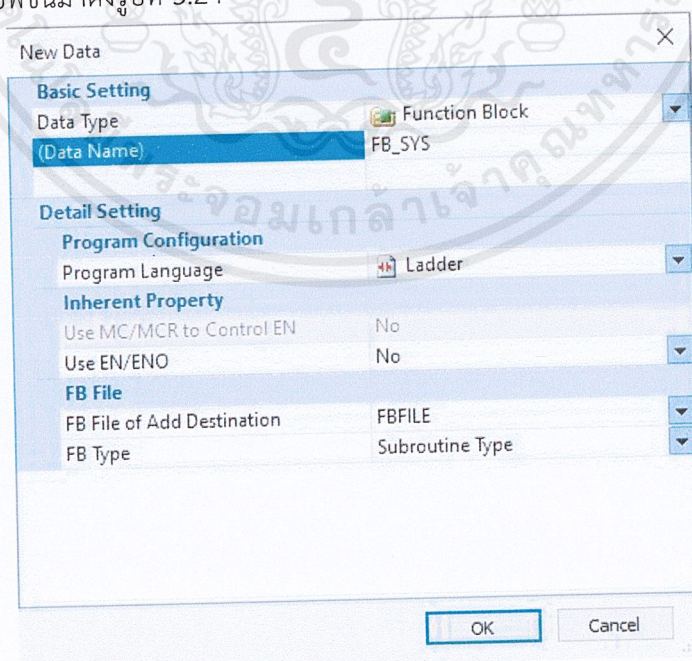 New Data
Basic Setting
Data Type Function Block
(Data Name) FB_SYS
Detail Setting
Program Configuration
Program Language Ladder
Inherent Property
Use MC/MCR to Control EN No
Use EN/ENO No
FB File
FB File of Add Destination FBFILE
FB Type Subroutine Type
OK Cancel